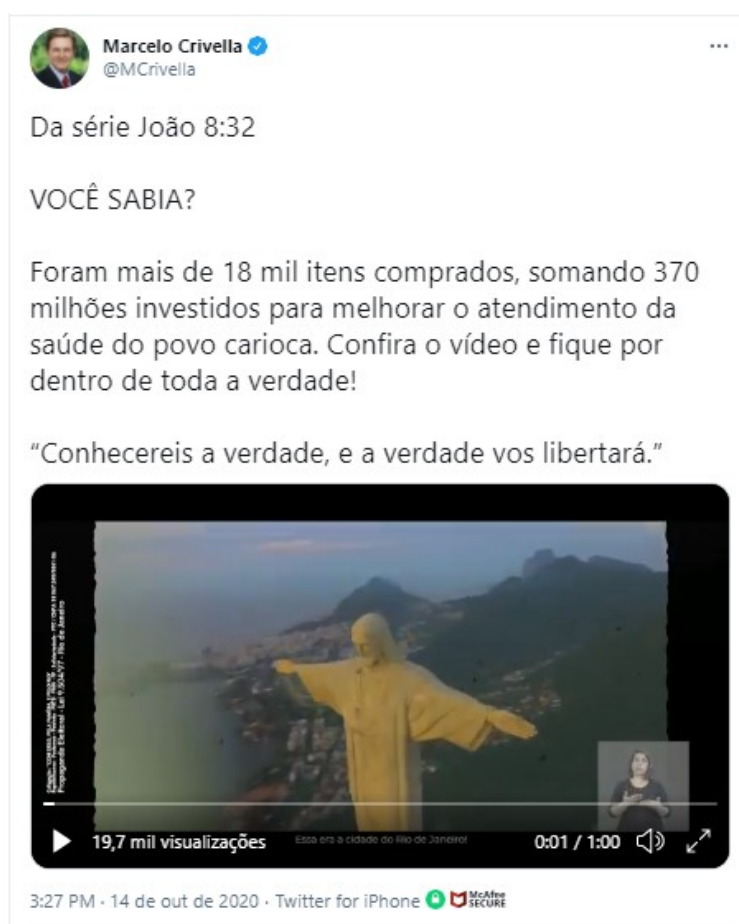 Marcelo Crivella
@MCrivella
Da série João 8:32
VOCÊ SABIA?
Foram mais de 18 mil itens comprados, somando 370
milhões investidos para melhorar o atendimento da
saúde do povo carioca. Confira o vídeo e fique por
dentro de toda a verdade!
“Conhecereis a verdade, e a verdade vos libertará.”
Propaganda Eleitoral - Lei 9.504/97 - Rio de Janeiro
Essa era a cidade do Rio de Janeiro!
19,7 mil visualizações
0:01 / 1:00
3:27 PM · 14 de out de 2020 · Twitter for iPhone
McAfee
SECURE